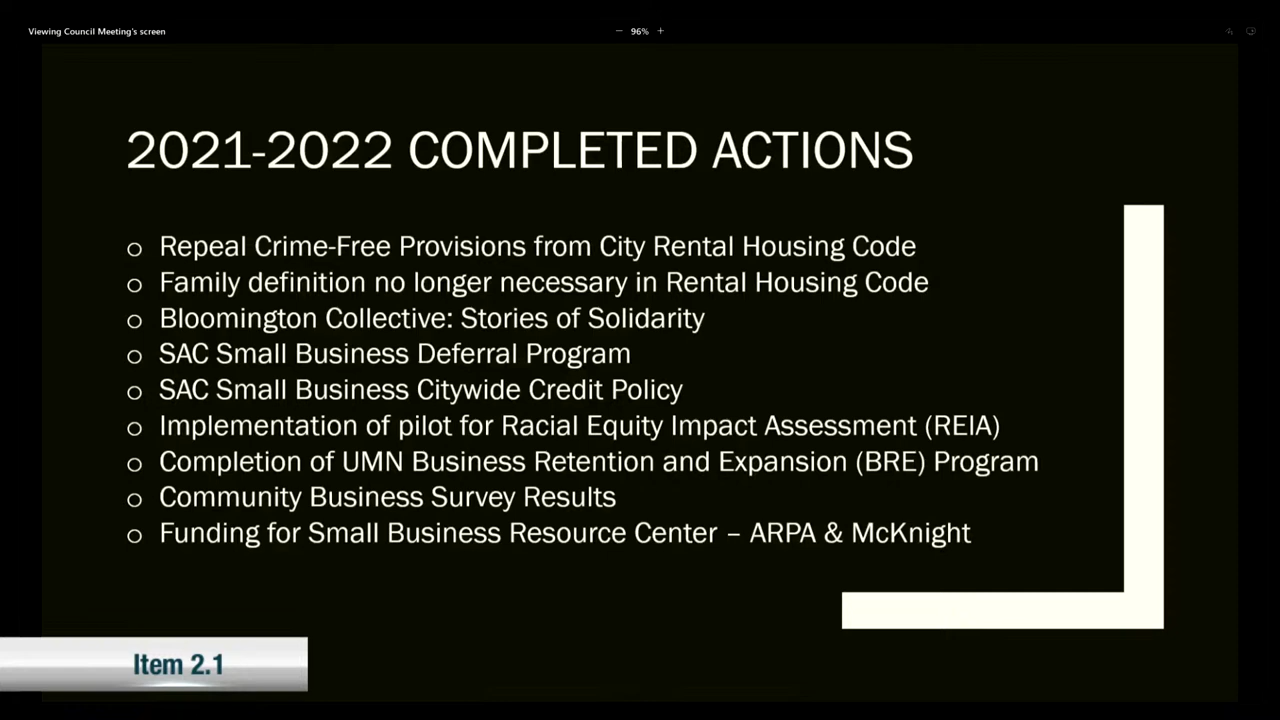 Viewing Council Meeting's screen
− 96% +
2021-2022 COMPLETED ACTIONS
o Repeal Crime-Free Provisions from City Rental Housing Code
o Family definition no longer necessary in Rental Housing Code
o Bloomington Collective: Stories of Solidarity
o SAC Small Business Deferral Program
o SAC Small Business Citywide Credit Policy
o Implementation of pilot for Racial Equity Impact Assessment (REIA)
o Completion of UMN Business Retention and Expansion (BRE) Program
o Community Business Survey Results
o Funding for Small Business Resource Center – ARPA & McKnight
Item 2.1